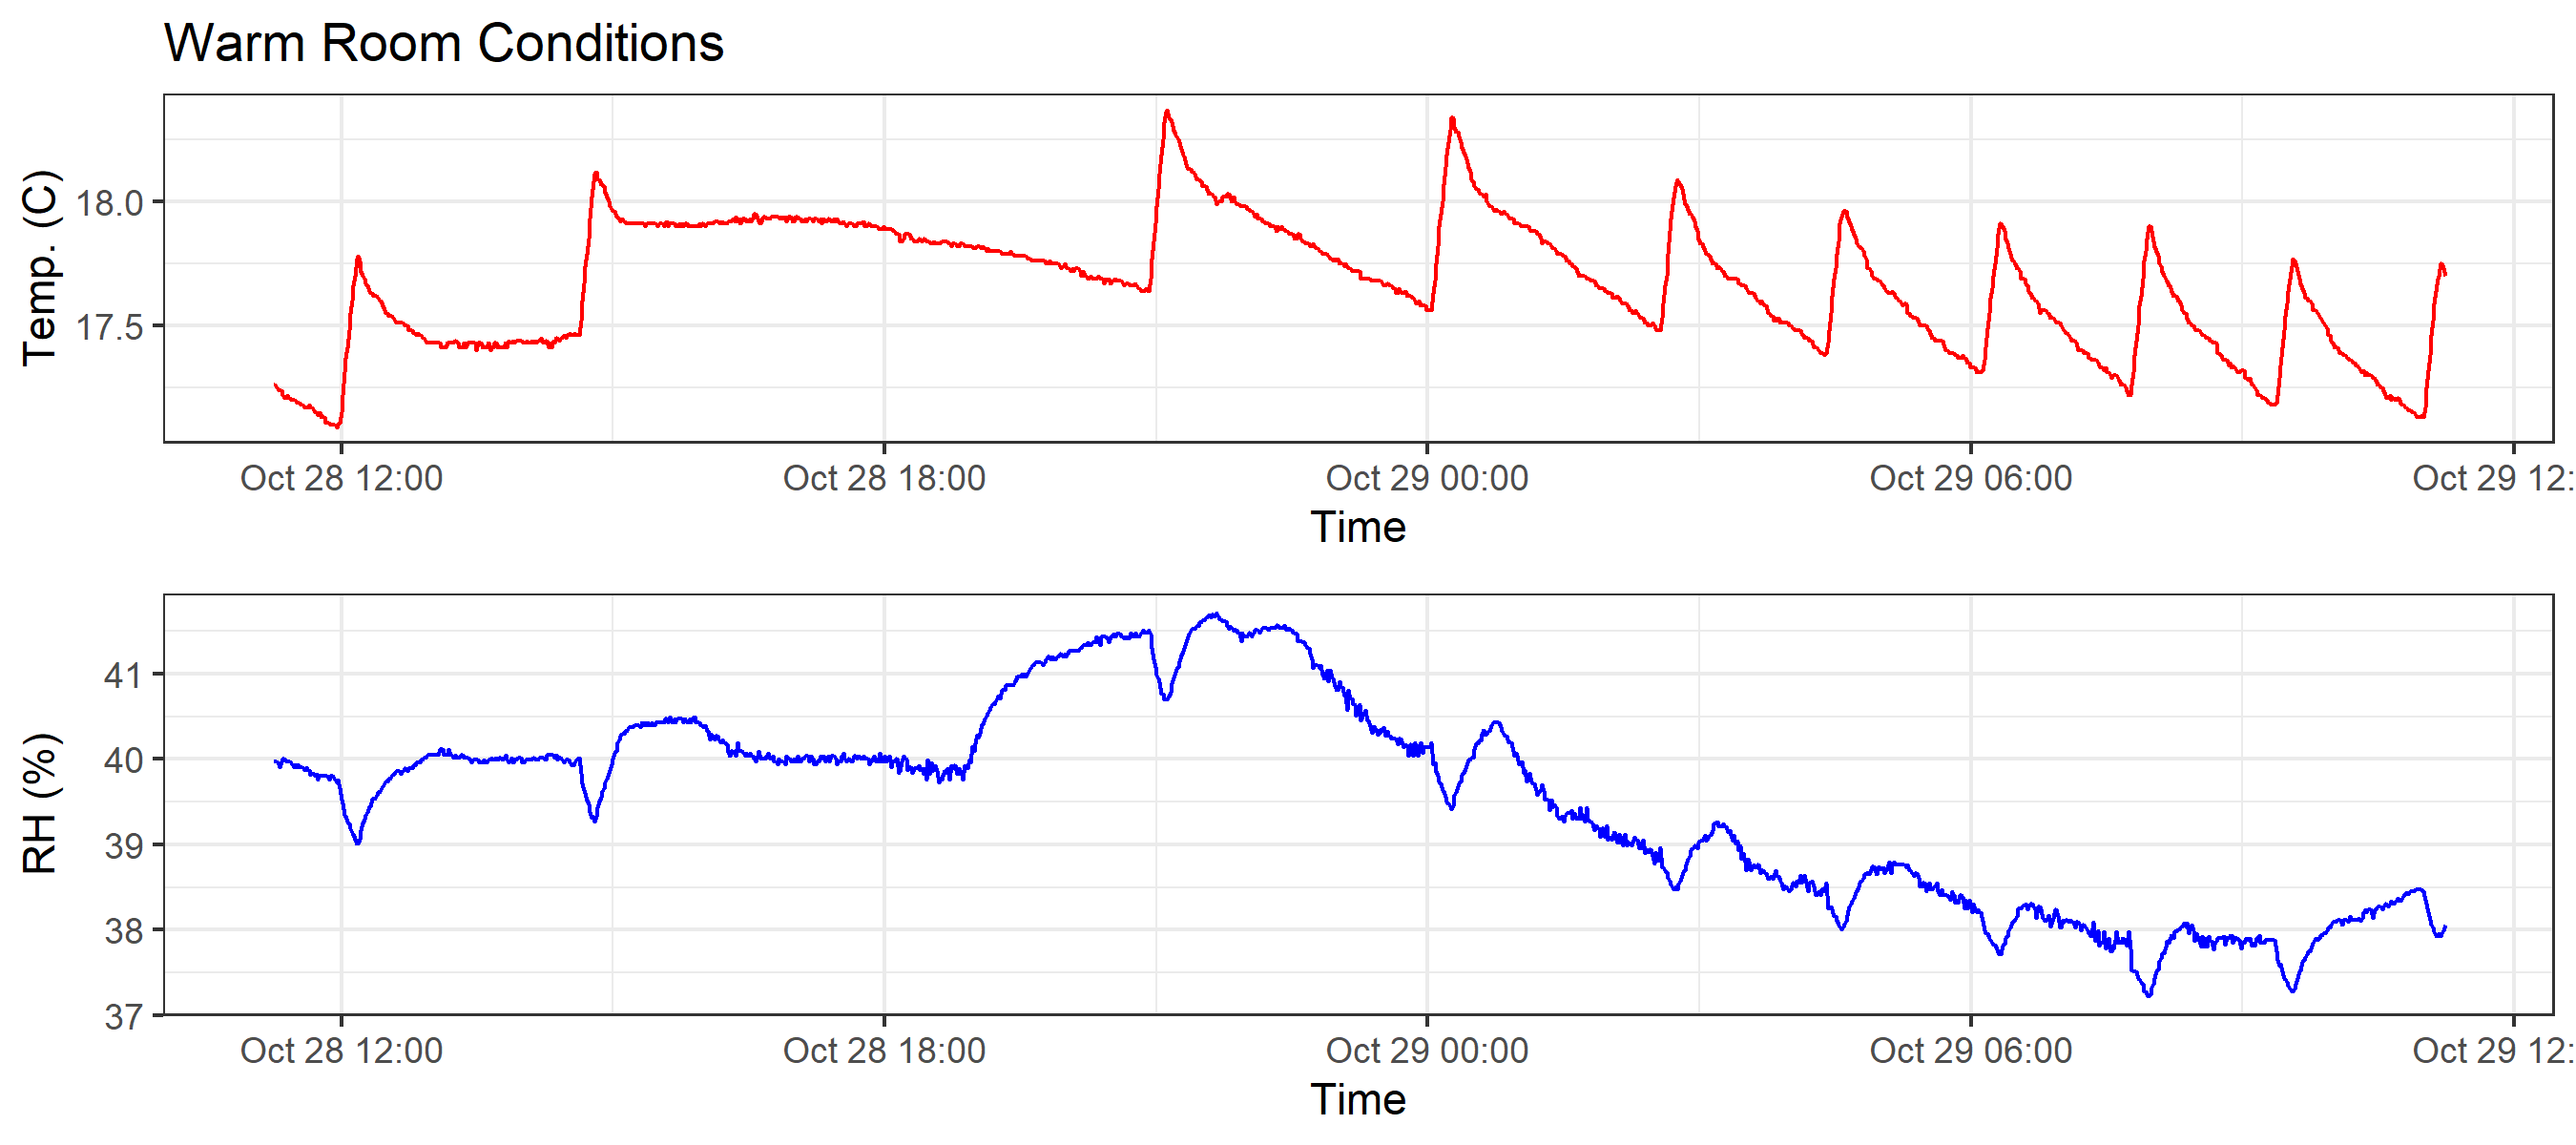 Warm Room Conditions
Temp. (C)
18.0
17.5
Oct 28 12:00 Oct 28 18:00 Oct 29 00:00 Oct 29 06:00 Oct 29 12:
Time
RH (%)
41
40
39
38
37
Oct 28 12:00 Oct 28 18:00 Oct 29 00:00 Oct 29 06:00 Oct 29 12:
Time